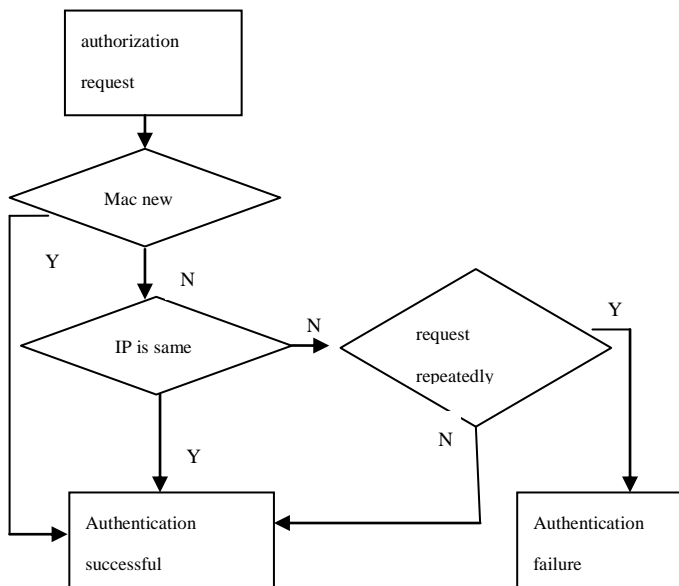 authorization
request
Mac new
Y
N
IP is same
N
request
repeatedly
Y
N
Y
Authentication
successful
Authentication
failure